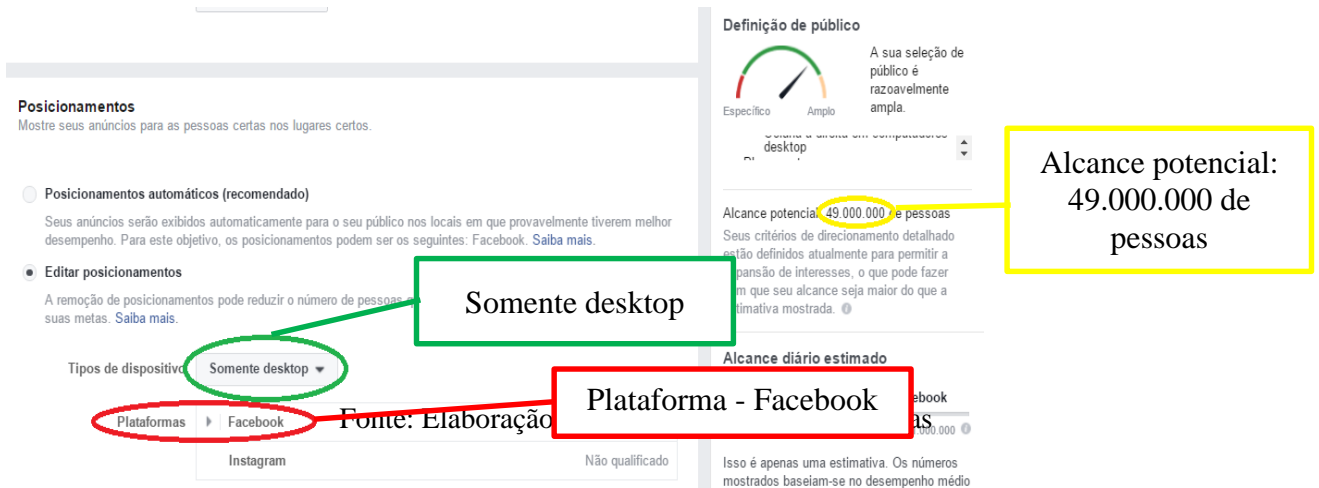 Posicionamentos
Mostre seus anúncios para as pessoas certas nos lugares certos.
Posicionamentos automáticos (recomendado)
Seus anúncios serão exibidos automaticamente para o seu público nos locais em que provavelmente tiverem melhor
desempenho. Para este objetivo, os posicionamentos podem ser os seguintes: Facebook. Saiba mais.
Editar posicionamentos
A remoção de posicionamentos pode reduzir o número de pessoas
suas metas. Saiba mais.
Somente desktop
Tipos de dispositivo
Somente desktop
Plataformas
Facebook
Fonte: Elaboração
Plataforma - Facebook
Instagram
Não qualificado
Definição de público
Específico
Amplo
A sua seleção de
público é
razoavelmente
ampla.
desktop
Alcance potencial: 49.000.000 de pessoas
Seus critérios de direcionamento detalhado
estão definidos atualmente para permitir a
expansão de interesses, o que pode fazer
com que seu alcance seja maior do que a
estimativa mostrada.
Alcance diário estimado
Isso é apenas uma estimativa. Os números
mostrados baseiam-se no desempenho médio
Alcance potencial:
49.000.000 de
pessoas